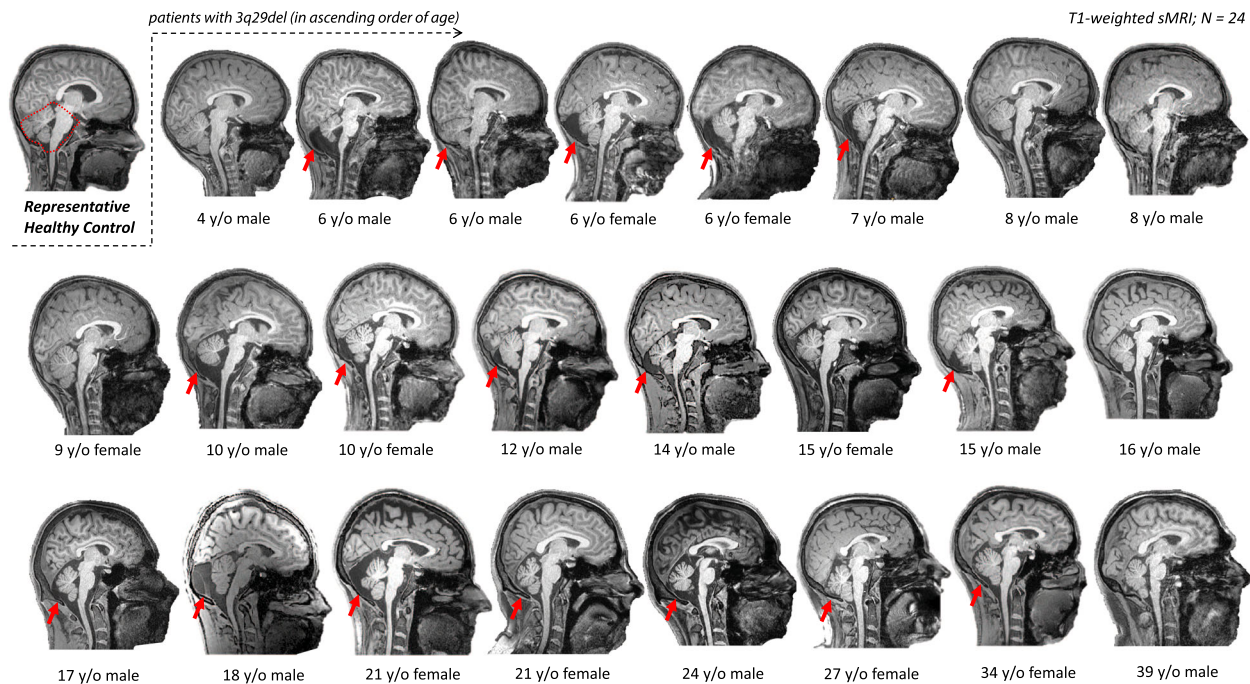 patients with 3q29del (in ascending order of age)
T1-weighted sMRI; N = 24
Representative
Healthy Control
4 y/o male
6 y/o male
6 y/o male
6 y/o female
6 y/o female
7 y/o male
8 y/o male
8 y/o male
9 y/o female
10 y/o male
10 y/o female
12 y/o male
14 y/o male
15 y/o female
15 y/o male
16 y/o male
17 y/o male
18 y/o male
21 y/o female
21 y/o female
24 y/o male
27 y/o female
34 y/o female
39 y/o male